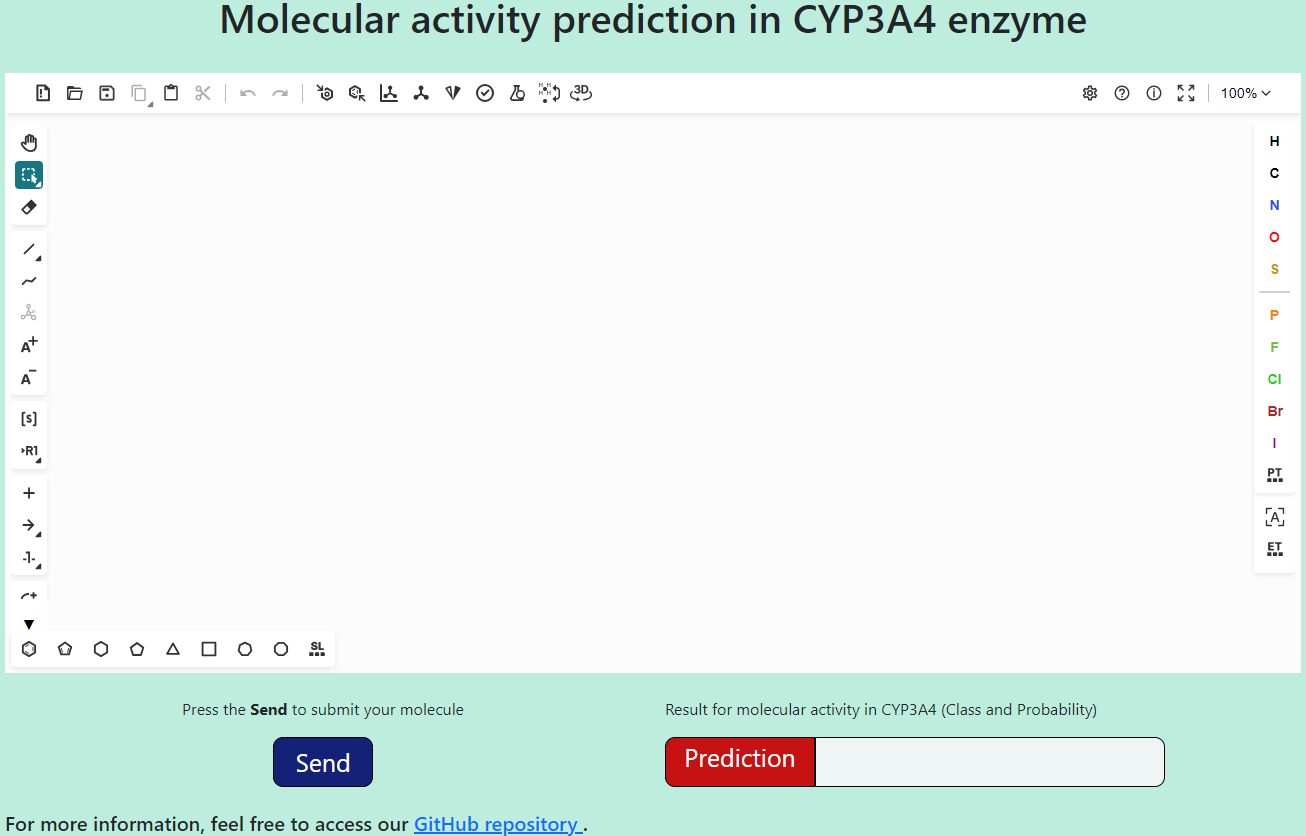 Molecular activity prediction in CYP3A4 enzyme
3D
100%
H
C
N
O
S
A+
A-
P
F
Cl
[S]
Br
R1
I
PT
+
[A]
-1-
ET
SL
Press the Send to submit your molecule
Result for molecular activity in CYP3A4 (Class and Probability)
Send
Prediction
For more information, feel free to access our GitHub repository .